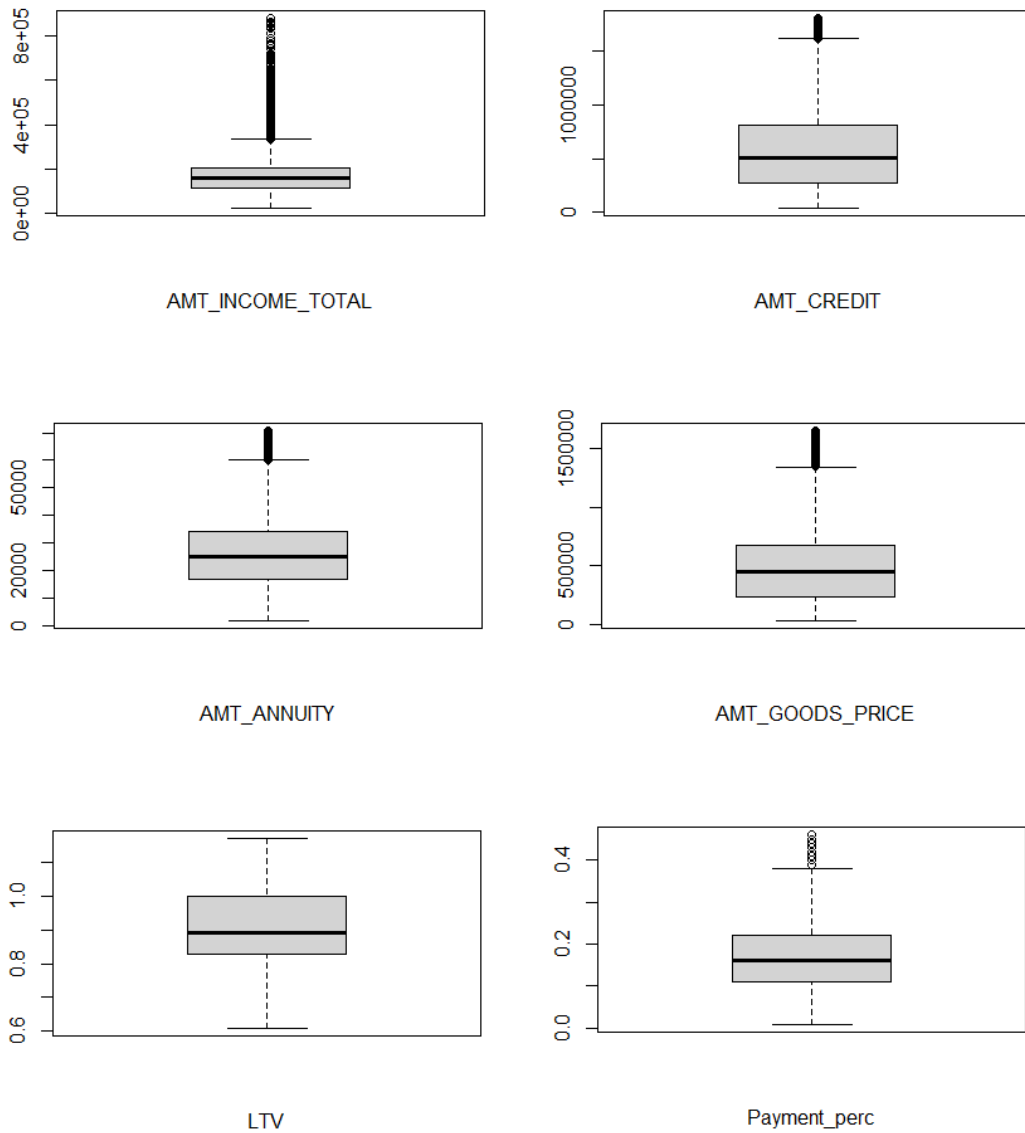 8e+05
4e+05
0e+00
AMT_INCOME_TOTAL
1000000
0
AMT_CREDIT
50000
20000
0
AMT_ANNUITY
1500000
500000
0
AMT_GOODS_PRICE
1.0
0.8
0.6
LTV
0.4
0.2
0.0
Payment_perc